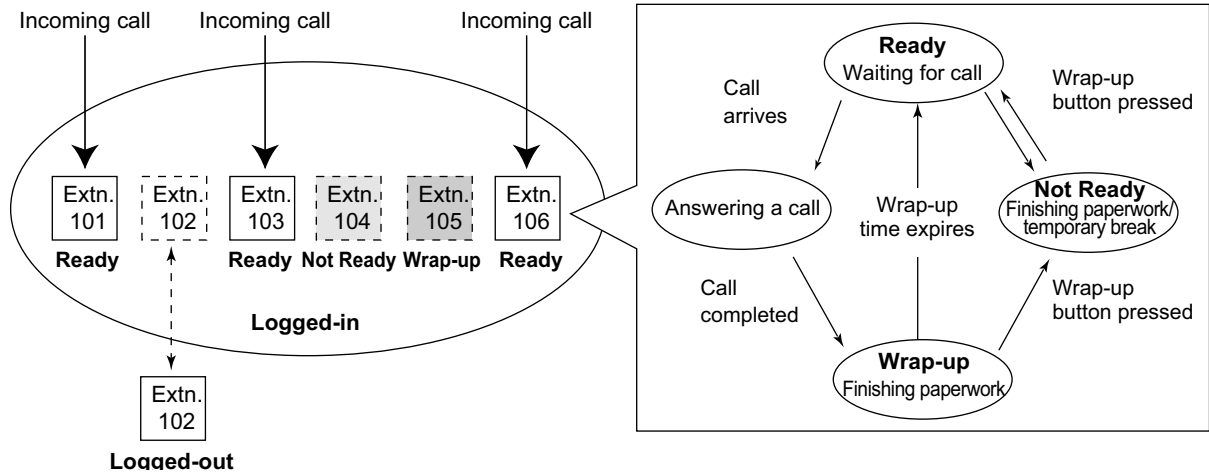 Incoming call
Incoming call
Incoming call
Extn.
101
Extn.
102
Extn.
103
Extn.
104
Extn.
105
Extn.
106
Ready
Ready
Not Ready
Wrap-up
Ready
Logged-in
Extn.
102
Logged-out
Ready
Waiting for call
Call
arrives
Wrap-up
button pressed
Answering a call
Wrap-up
time expires
Not Ready
Finishing paperwork/
temporary break
Call
completed
Wrap-up
button pressed
Wrap-up
Finishing paperwork